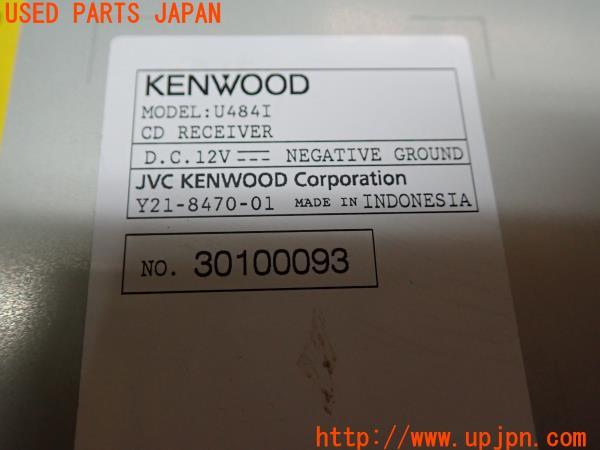 USED PARTS JAPAN
KENWOOD
MODEL:U484I
CD RECEIVER
D.C.12V NEGATIVE GROUND
JVC KENWOOD Corporation
Y21-8470-01 MADE IN INDONESIA
NO. 30100093
http://www.upjpn.com